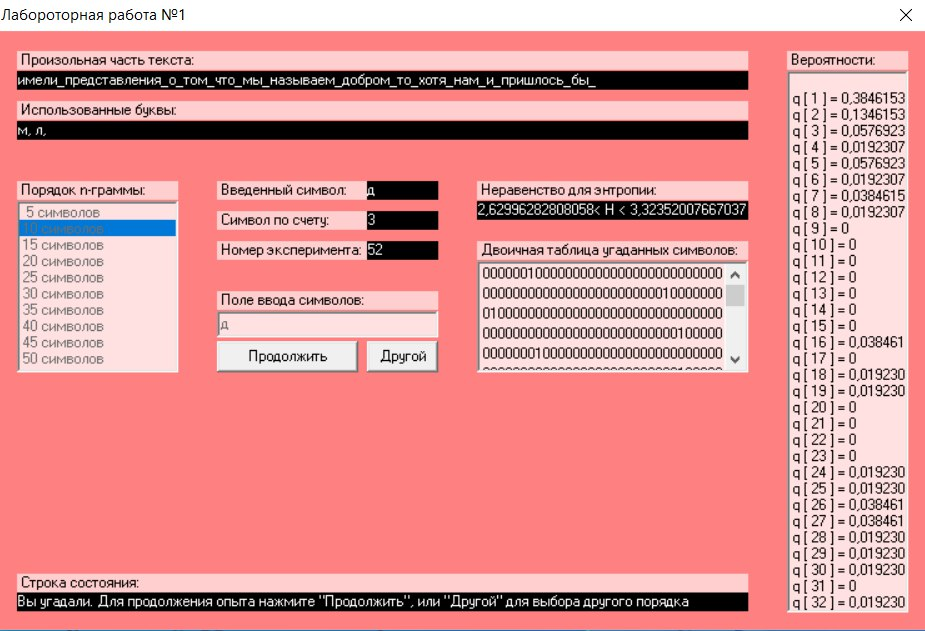 Лабороторная работа №1
Произольная часть текста:
имели_представления_о_том_что_мы_называем_добром_то_хотя_нам_и_пришлось_бы_
Использованные буквы:
м, л,
Порядок n-граммы:
5 символов
10 символов
15 символов
20 символов
25 символов
30 символов
35 символов
40 символов
45 символов
50 символов
Введенный символ: д
Символ по счету: 3
Номер эксперимента: 52
Поле ввода символов:
д
Продолжить
Другой
Неравенство для энтропии:
2,62996282808058< H < 3,32352007667037
Двоичная таблица угаданных символов:
00000010000000000000000000000000
00000000000000000000000010000000
01000000000000000000000000000000
00000000000000000000000000100000
00000001000000000000000000000000
Вероятности:
q [ 1 ] = 0,3846153
q [ 2 ] = 0,1346153
q [ 3 ] = 0,0576923
q [ 4 ] = 0,0192307
q [ 5 ] = 0,0576923
q [ 6 ] = 0,0192307
q [ 7 ] = 0,0384615
q [ 8 ] = 0,0192307
q [ 9 ] = 0
q [ 10 ] = 0
q [ 11 ] = 0
q [ 12 ] = 0
q [ 13 ] = 0
q [ 14 ] = 0
q [ 15 ] = 0
q [ 16 ] = 0,038461
q [ 17 ] = 0
q [ 18 ] = 0,019230
q [ 19 ] = 0,019230
q [ 20 ] = 0
q [ 21 ] = 0
q [ 22 ] = 0
q [ 23 ] = 0
q [ 24 ] = 0,019230
q [ 25 ] = 0,019230
q [ 26 ] = 0,038461
q [ 27 ] = 0,038461
q [ 28 ] = 0,019230
q [ 29 ] = 0,019230
q [ 30 ] = 0,019230
q [ 31 ] = 0
q [ 32 ] = 0,019230
Строка состояния:
Вы угадали. Для продолжения опыта нажмите "Продолжить", или "Другой" для выбора другого порядка